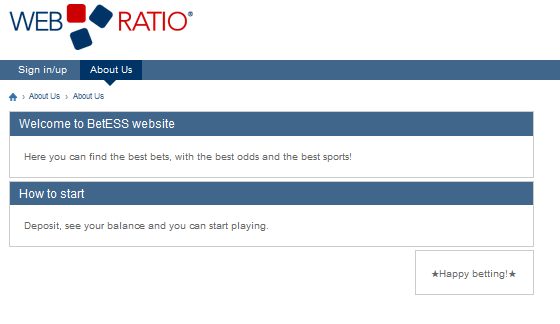 WEB RATIO®
Sign in/up About Us
› About Us › About Us
Welcome to BetESS website
Here you can find the best bets, with the best odds and the best sports!
How to start
Deposit, see your balance and you can start playing.
★Happy betting!★